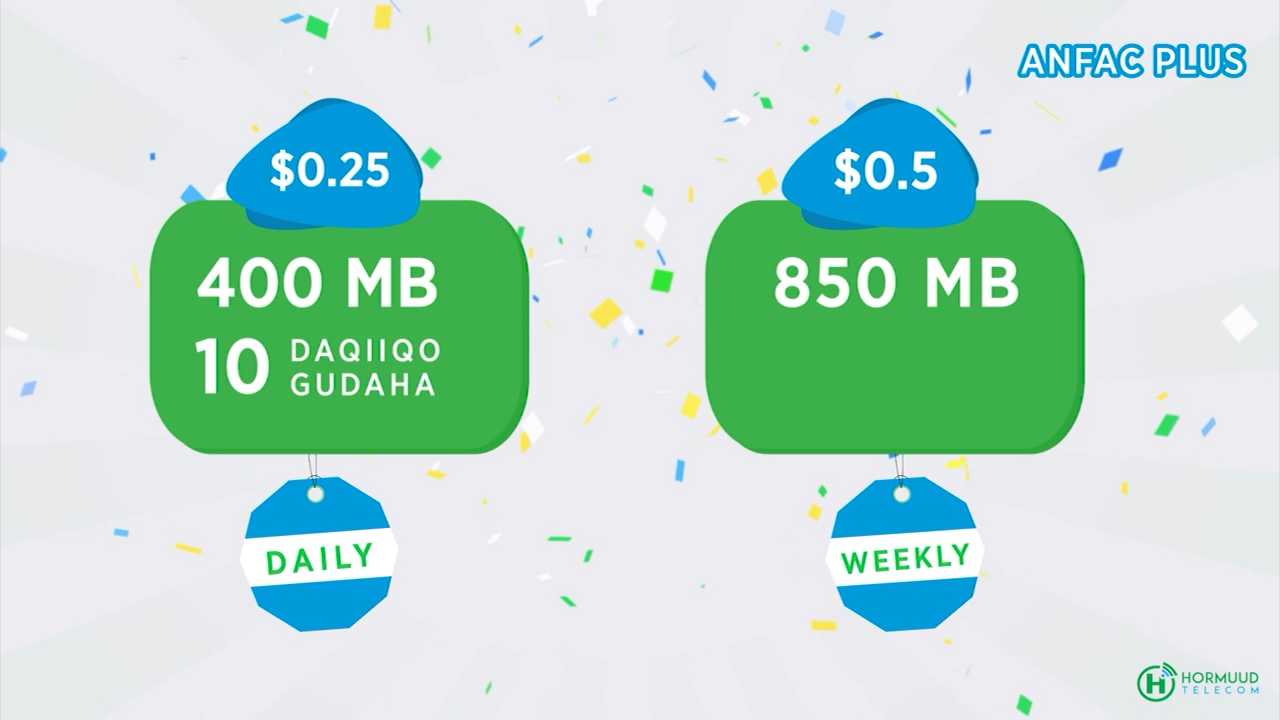 ANFAC PLUS
$0.25
400 MB
10 DAQIIQO
GUDAHA
DAILY
$0.5
850 MB
WEEKLY
HORMUUD
TELECOM